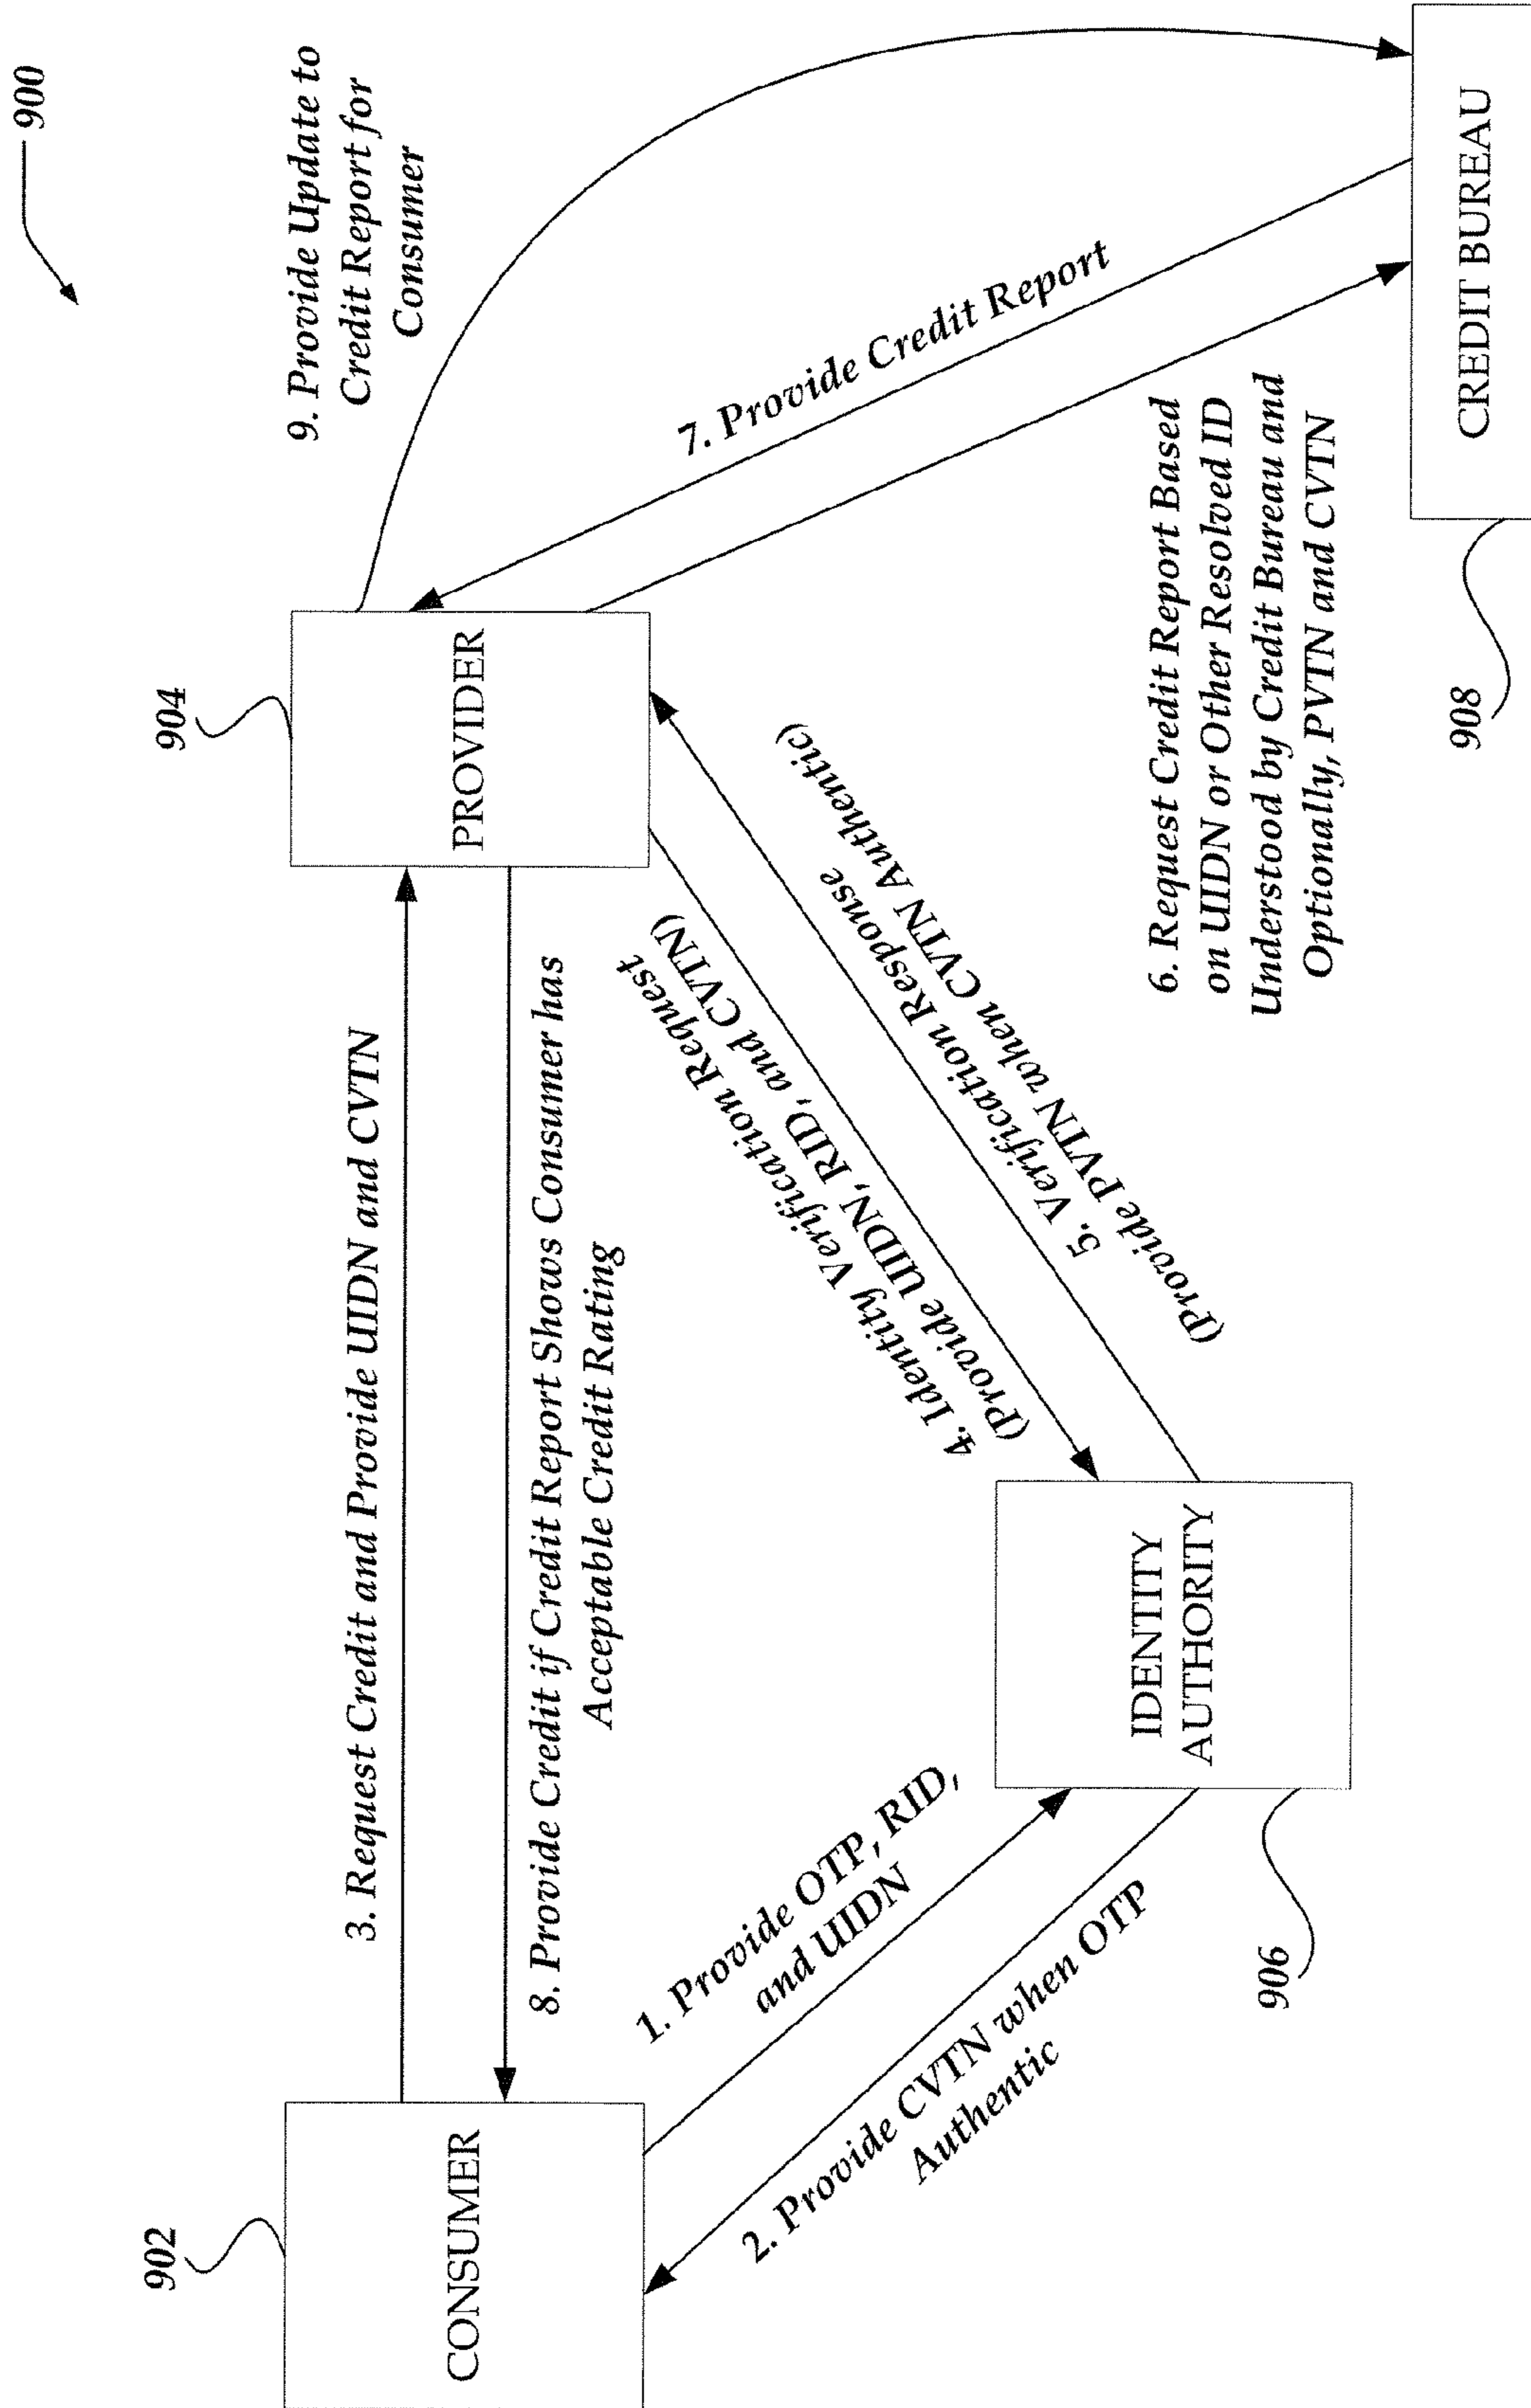 900
9. Provide Update to
Credit Report for
Consumer
904
PROVIDER
3. Request Credit and Provide UIDN and CVTN
8. Provide Credit if Credit Report Shows Consumer has
Acceptable Credit Rating
902
CONSUMER
1. Provide OTP, RID,
and UIDN
2. Provide CVTN when OTP
Authentic
906
IDENTITY
AUTHORITY
4. Identity Verification Request
(Provide UIDN, RID, and CVTN)
5. Verification Response
(Provide PVTN when CVTN Authentic)
7. Provide Credit Report
6. Request Credit Report Based
on UIDN or Other Resolved ID
Understood by Credit Bureau and
Optionally, PVTN and CVTN
908
CREDIT BUREAU